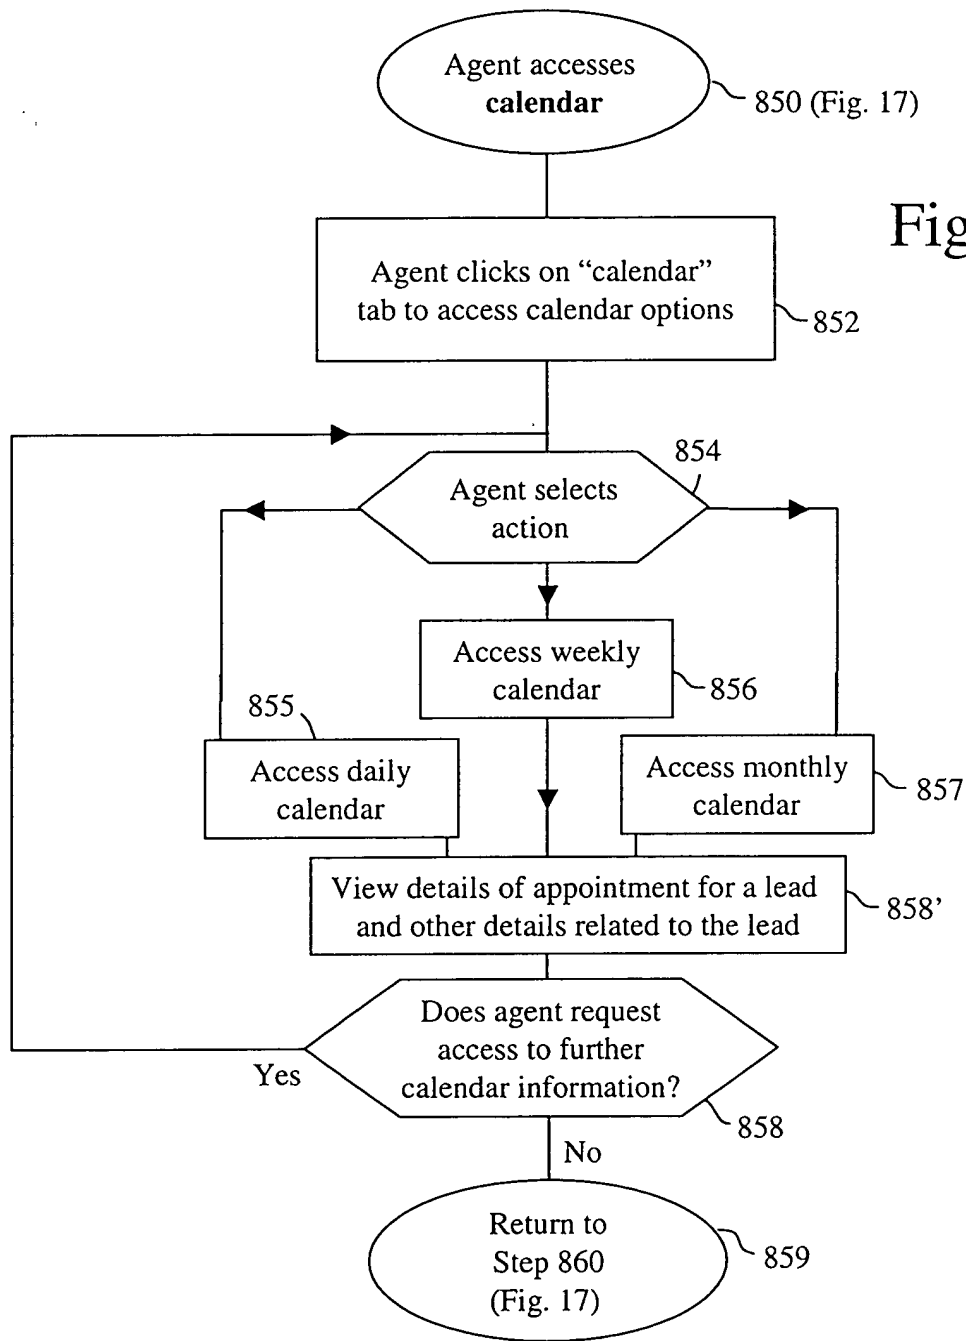 Agent accesses
calendar
850 (Fig. 17)
Fig
Agent clicks on “calendar”
tab to access calendar options
852
854
Agent selects
action
Access weekly
calendar
856
855
Access daily
calendar
Access monthly
calendar
857
View details of appointment for a lead
and other details related to the lead
858’
Does agent request
access to further
calendar information?
Yes
858
No
Return to
Step 860
(Fig. 17)
859